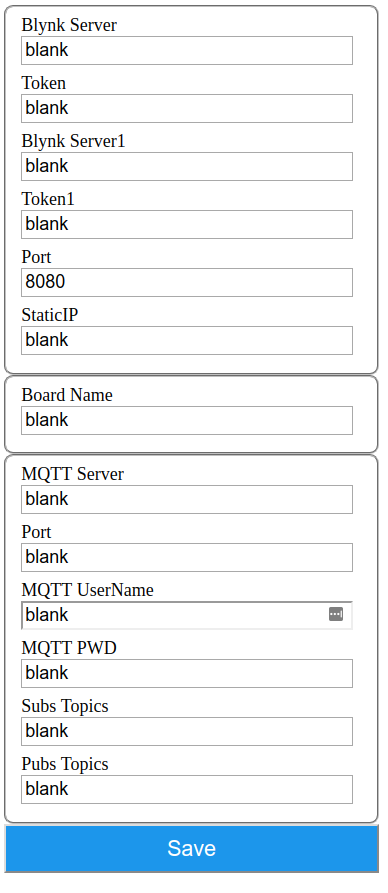 Blynk Server
blank
Token
blank
Blynk Server1
blank
Token1
blank
Port
8080
StaticIP
blank
Board Name
blank
MQTT Server
blank
Port
blank
MQTT UserName
blank
MQTT PWD
blank
Subs Topics
blank
Pubs Topics
blank
Save